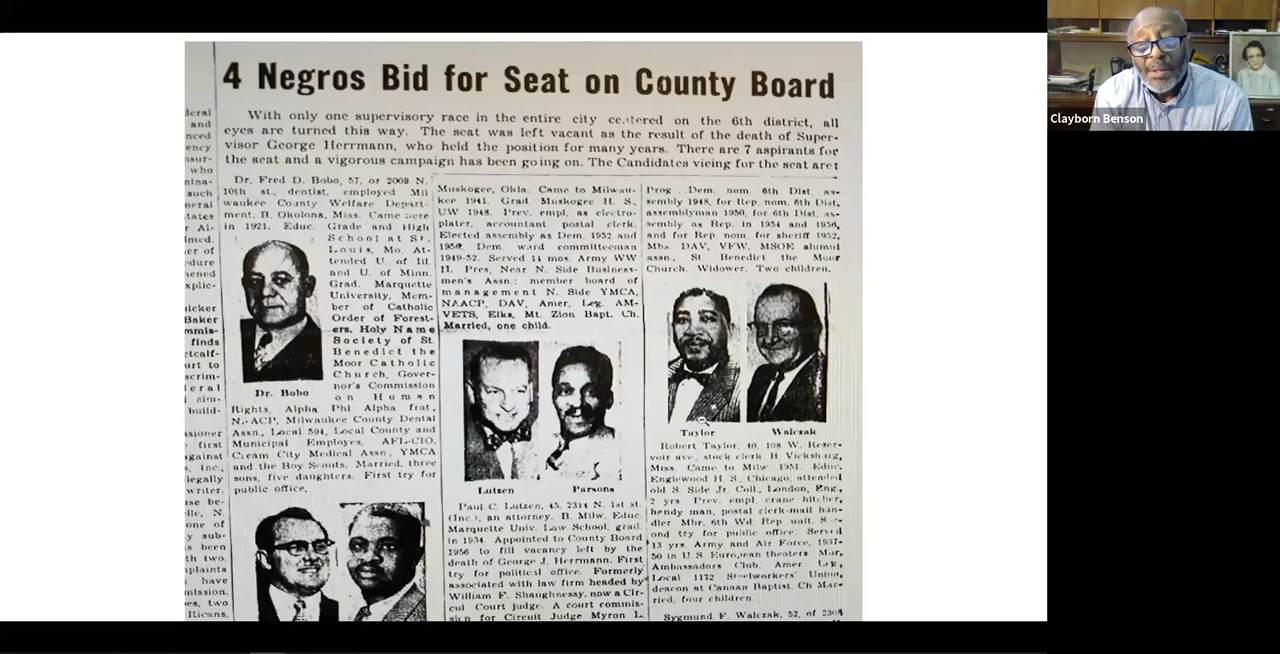 4 Negros Bid for Seat on County Board
With only one supervisory race in the entire city centered on the 6th district, all
eyes are turned this way. The seat was left vacant as the result of the death of Super-
visor George Herrmann, who held the position for many years. There are 7 aspirants for
the seat and a vigorous campaign has been going on. The Candidates vieing for the seat are:
Dr. Fred D. Bobo, 57, or 2009 N.
10th st., dentist, employed Mil
waukee County Welfare Depart-
ment, B. Okolona, Miss. Came here
in 1921. Educ. Grade and High
School at St.
Louis, Mo. At-
tended U. of Ill.
and U. of Minn.
Grad. Marquette
University, Mem-
ber of Catholic
Order of Forest-
ers, Holy Name
Society of St.
Benedict the
Moor Catholic
Church, Gover-
nor's Commission
on Human
Dr. Bobo
Rights, Alpha Phi Alpha frat.,
NAACP, Milwaukee County Dental
Assn., Local 594, Local County and
Municipal Employes, AFL-CIO,
Cream City Medical Assn., YMCA
and the Boy Scouts. Married, three
sons, five daughters. First try for
public office.
Muskogee, Okla. Came to Milwau-
kee 1941. Grad. Muskogee H. S.,
UW 1948. Prev. empl. as electro-
plater, accountant, postal clerk.
Elected assembly as Dem. 1952 and
Dem. ward committeeman
1949-52. Served 11 mos. Army WW
II. Pres, Near N. Side Business-
men's Assn.; member board of
management N. Side YMCA,
NAACP, DAV, Amer. Leg. AM-
VETS, Elks, Mt. Zion Bapt. Ch.
Married, one child.
Lutzen Parsons
Paul C. Lutzen, 45, 2314 N. 1st st.
(Inc.), an attorney. B. Milw. Educ.
Marquette Univ. Law School, grad.
in 1934. Appointed to County Board
1956 to fill vacancy left by the
death of George J. Herrmann. First
try for political office. Formerly
associated with law firm headed by
William F. Shaughnessy, now a Cir-
cuit Court judge. A court commis-
sion for Circuit Judge Myron L.
Prog. Dem. nom. 6th Dist. as-
sembly 1948, for Rep. nom. 6th Dist.
assemblyman 1950, for 6th Dist. as-
sembly as Rep. in 1954 and 1956,
and for Rep. nom. for sheriff 1952,
Mbs DAV, VFW, MSOE alumni
assn., St. Benedict the Moor
Church. Widower. Two children.
Taylor Walczak
Robert Taylor, 40, 108 W. Reser-
voir ave., stock clerk B. Vicksburg,
Miss. Came to Milw. 1951. Educ.
Englewood H. S., Chicago, attended
old S. Side Jr. Coll., London, Eng.,
2 yrs. Prev. empl. crane hitcher,
handy man, postal clerk-mail han-
dler Mbr. 6th Wd. Rep. unit.
ond try for public office. Served
13 yrs. Army and Air Force, 1937-
50 in U.S. European theaters. Mbr.
Ambassadors Club, Amer Leg.,
Local 1172 Steelworkers' Union,
deacon at Canaan Baptist. Ch Mar-
ried, four children.
Sygmund F. Walczak, 52, of
Clayborn Benson